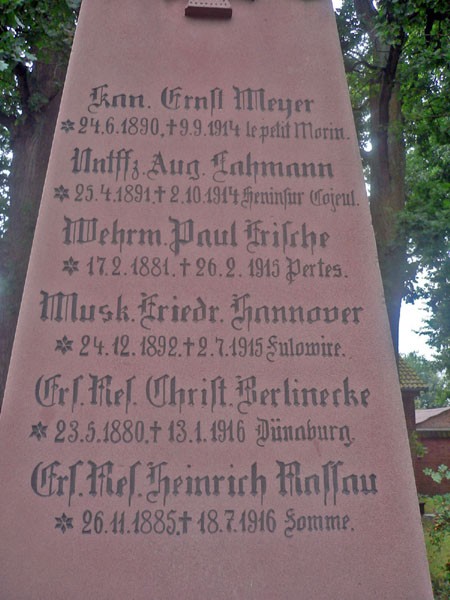 Kan. Ernst Meyer
✶24.6.1890.✝9.9.1914 le petit Morin.
Untffz. Aug. Lahmann
✶25.4.1891✝2.10.1914 Heninsur Cojeul.
Wehrm. Paul Frische
✶17.2.1881.✝26.2.1915 Pertes.
Musk. Friedr. Hannover
✶24.12.1892.✝2.7.1915 Fulowire.
Ers. Res. Christ. Berlinecke
✶23.5.1880.✝13.1.1916 Dünaburg.
Ers. Res. Heinrich Rassau
✶26.11.1885.✝18.7.1916 Somme.